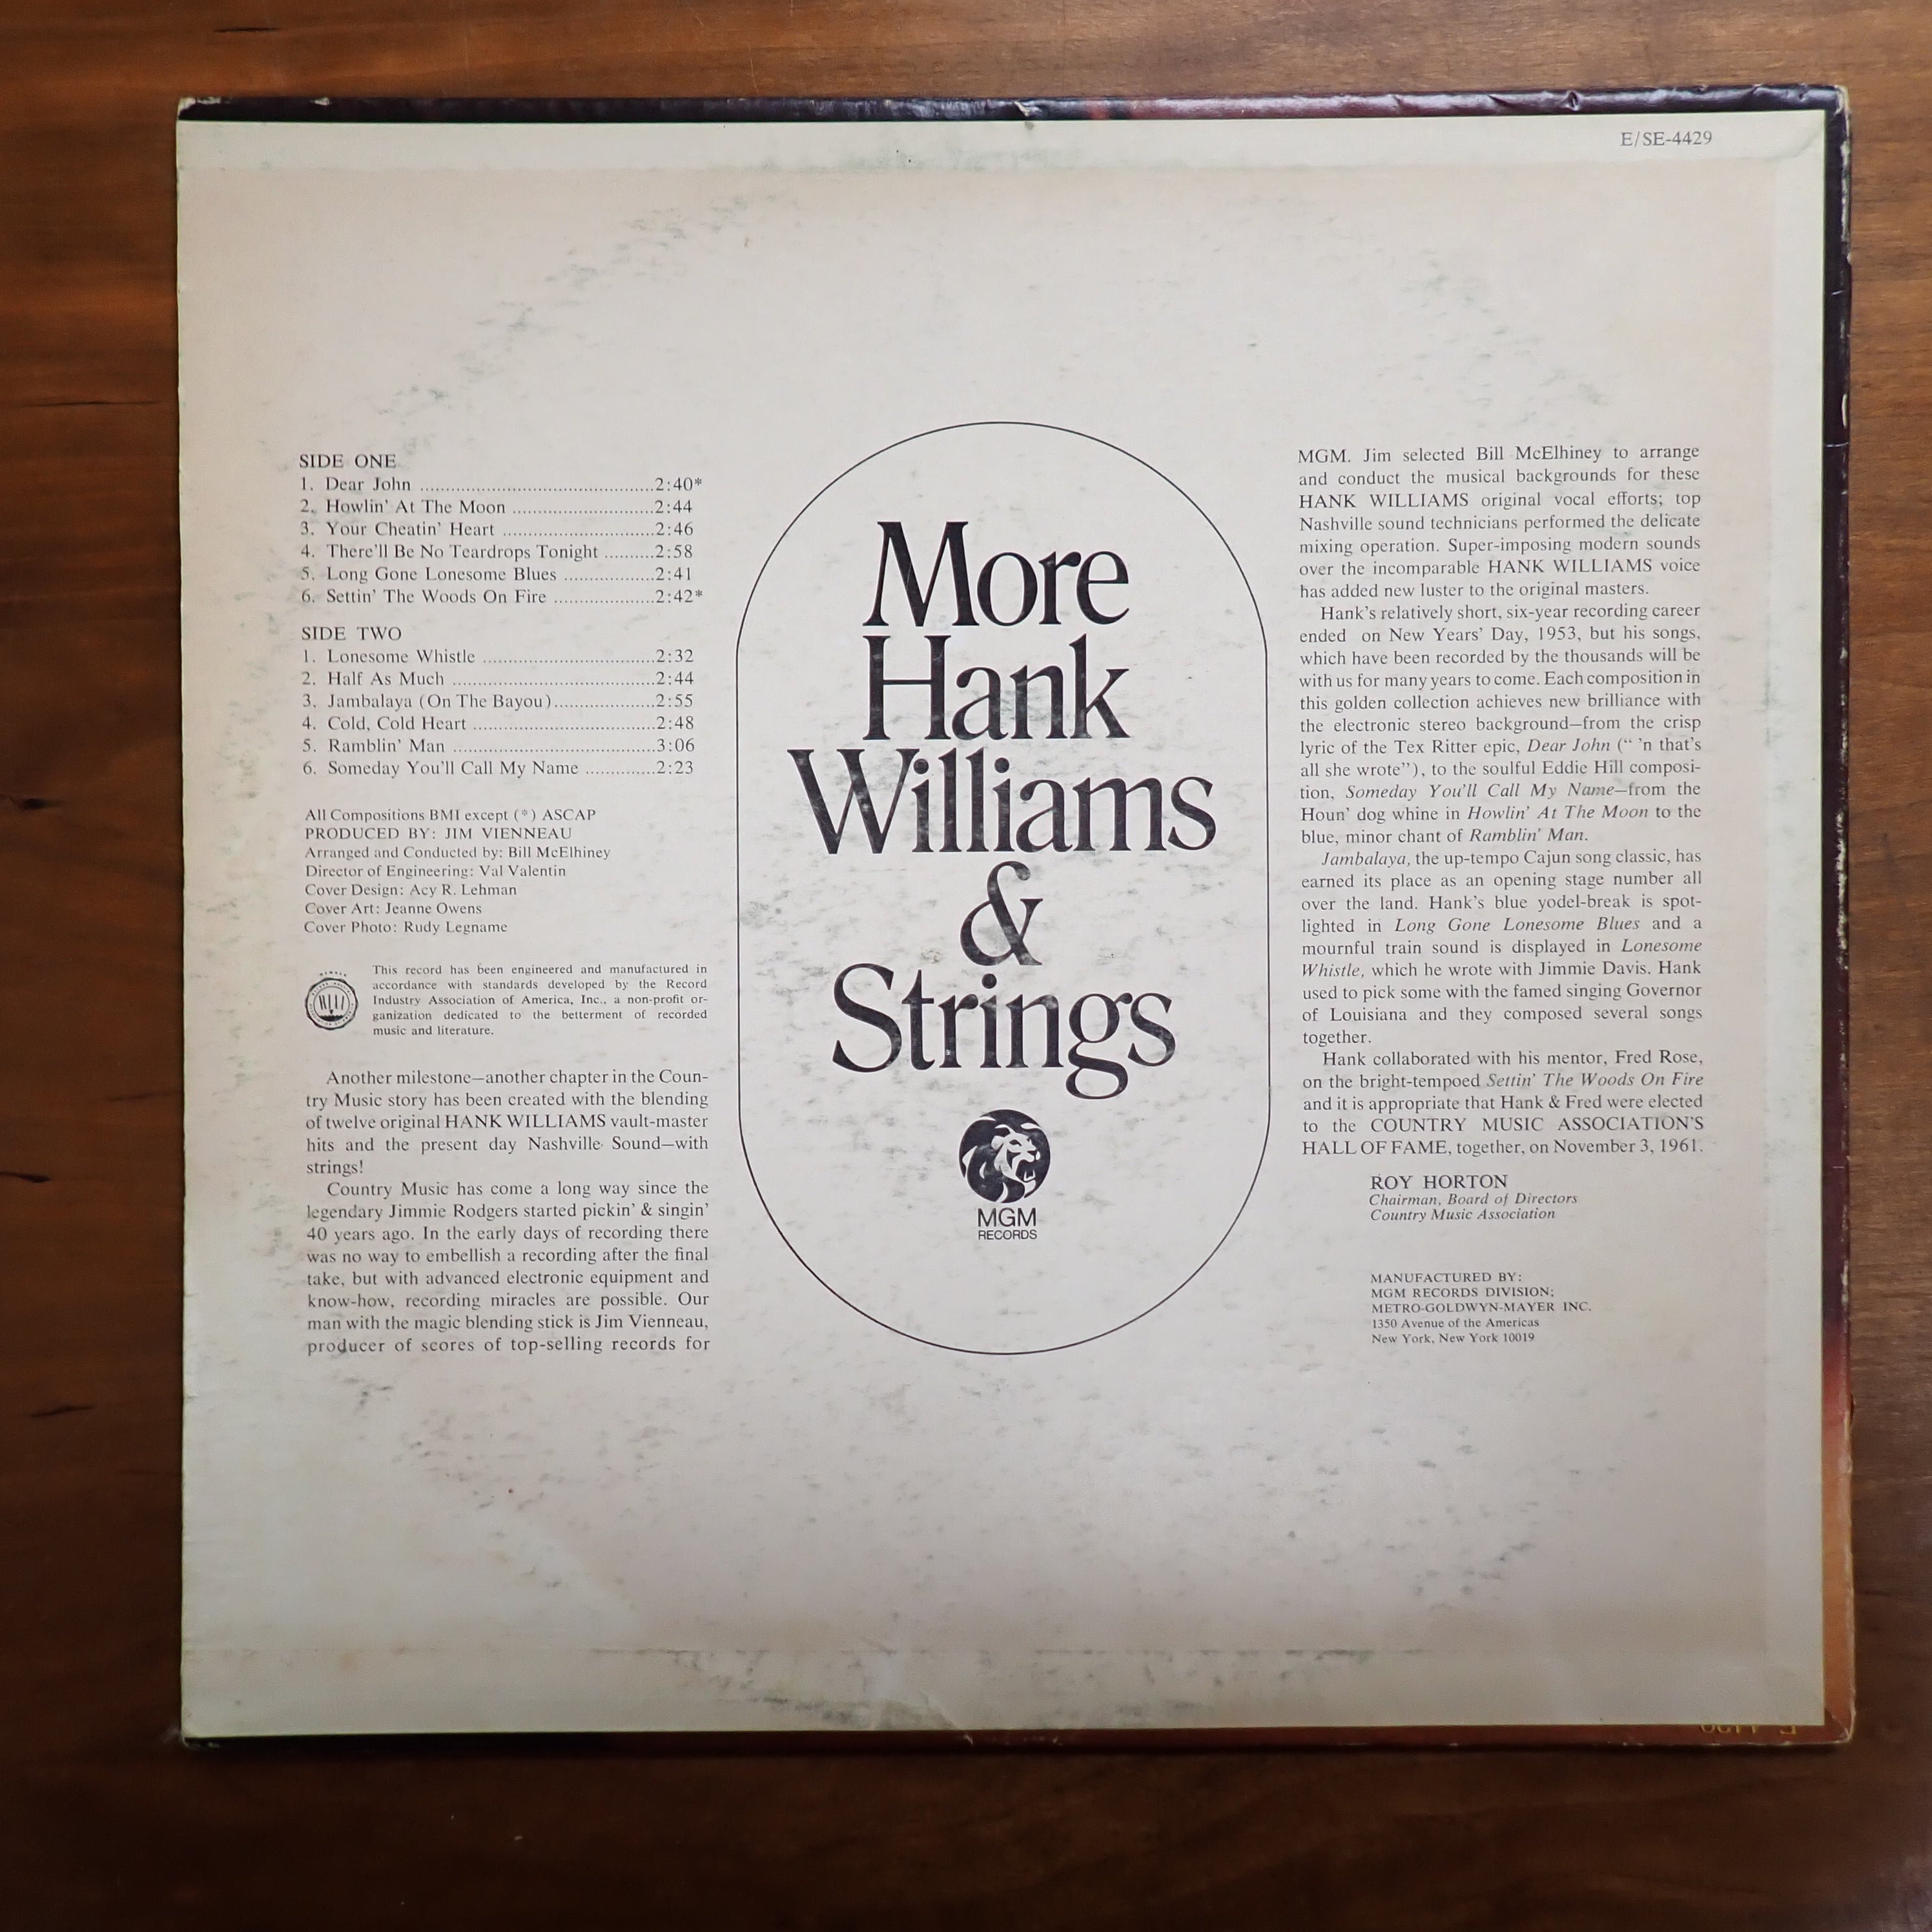 E/SE-4429
SIDE ONE
1. Dear John ............................................2:40*
2. Howlin' At The Moon ............................2:44
3. Your Cheatin' Heart ...................................2:46
4. There'll Be No Teardrops Tonight ..........2:58
5. Long Gone Lonesome Blues ..................2:41
6. Settin' The Woods On Fire ....................2:42*
SIDE TWO
1. Lonesome Whistle ..................................2:32
2. Half As Much ........................................2:44
3. Jambalaya (On The Bayou)....................2:55
4. Cold, Cold Heart ....................................2:48
5. Ramblin' Man ........................................3:06
6. Someday You'll Call My Name ..............2:23
All Compositions BMI except (*) ASCAP
PRODUCED BY: JIM VIENNEAU
Arranged and Conducted by: Bill McElhiney
Director of Engineering: Val Valentin
Cover Design: Acy R. Lehman
Cover Art: Jeanne Owens
Cover Photo: Rudy Legname
This record has been engineered and manufactured in
accordance with standards developed by the Record
Industry Association of America, Inc., a non-profit or-
ganization dedicated to the betterment of recorded
music and literature.
Another milestone—another chapter in the Coun-
try Music story has been created with the blending
of twelve original HANK WILLIAMS vault-master
hits and the present day Nashville Sound—with
strings!
Country Music has come a long way since the
legendary Jimmie Rodgers started pickin' & singin'
40 years ago. In the early days of recording there
was no way to embellish a recording after the final
take, but with advanced electronic equipment and
know-how, recording miracles are possible. Our
man with the magic blending stick is Jim Vienneau,
producer of scores of top-selling records for
More
Hank
Williams
&
Strings
MGM
RECORDS
MGM. Jim selected Bill McElhiney to arrange
and conduct the musical backgrounds for these
HANK WILLIAMS original vocal efforts; top
Nashville sound technicians performed the delicate
mixing operation. Super-imposing modern sounds
over the incomparable HANK WILLIAMS voice
has added new luster to the original masters.
Hank's relatively short, six-year recording career
ended on New Years' Day, 1953, but his songs,
which have been recorded by the thousands will be
with us for many years to come. Each composition in
this golden collection achieves new brilliance with
the electronic stereo background—from the crisp
lyric of the Tex Ritter epic, Dear John (“ 'n that's
all she wrote”), to the soulful Eddie Hill composi-
tion, Someday You'll Call My Name—from the
Houn' dog whine in Howlin' At The Moon to the
blue, minor chant of Ramblin' Man.
Jambalaya, the up-tempo Cajun song classic, has
earned its place as an opening stage number all
over the land. Hank's blue yodel-break is spot-
lighted in Long Gone Lonesome Blues and a
mournful train sound is displayed in Lonesome
Whistle, which he wrote with Jimmie Davis. Hank
used to pick some with the famed singing Governor
of Louisiana and they composed several songs
together.
Hank collaborated with his mentor, Fred Rose,
on the bright-tempoed Settin' The Woods On Fire
and it is appropriate that Hank & Fred were elected
to the COUNTRY MUSIC ASSOCIATION'S
HALL OF FAME, together, on November 3, 1961.
ROY HORTON
Chairman, Board of Directors
Country Music Association
MANUFACTURED BY:
MGM RECORDS DIVISION;
METRO-GOLDWYN-MAYER INC.
1350 Avenue of the Americas
New York, New York 10019